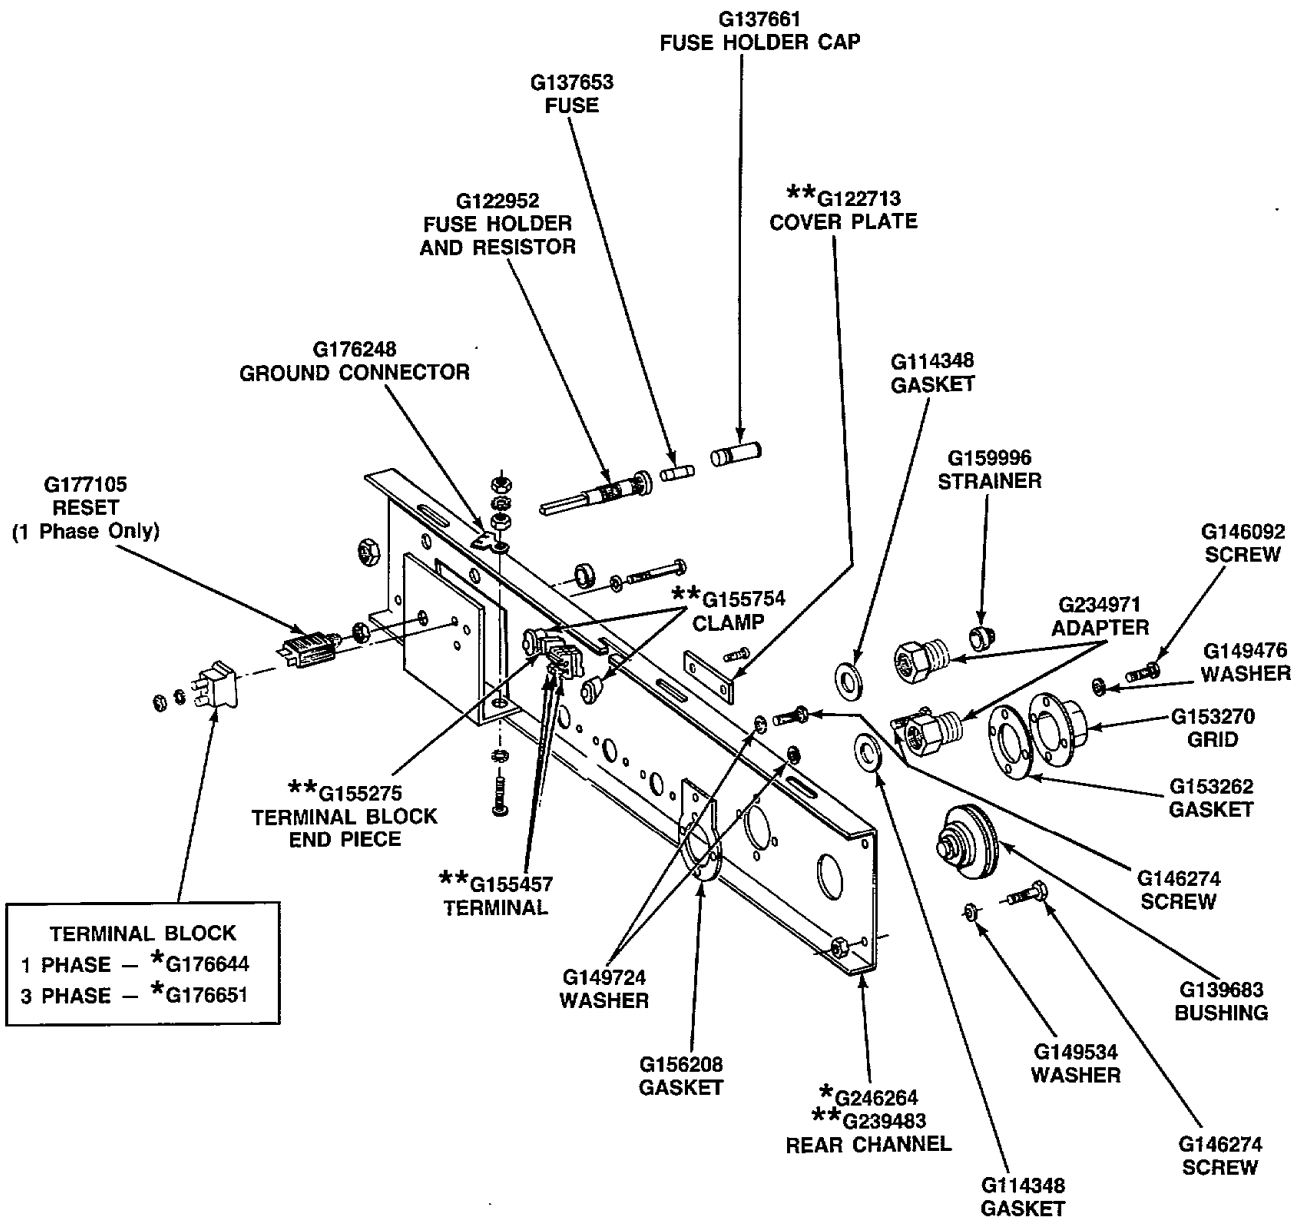 G137661
FUSE HOLDER CAP
G137653
FUSE
G122952
FUSE HOLDER
AND RESISTOR
**G122713
COVER PLATE
G176248
GROUND CONNECTOR
G114348
GASKET
G159996
STRAINER
G177105
RESET
(1 Phase Only)
G146092
SCREW
**G155754
CLAMP
G234971
ADAPTER
G149476
WASHER
G153270
GRID
G153262
GASKET
**G155275
TERMINAL BLOCK
END PIECE
**G155457
TERMINAL
G146274
SCREW
TERMINAL BLOCK
1 PHASE – *G176644
3 PHASE – *G176651
G149724
WASHER
G139683
BUSHING
G149534
WASHER
G156208
GASKET
*G246264
**G239483
REAR CHANNEL
G146274
SCREW
G114348
GASKET